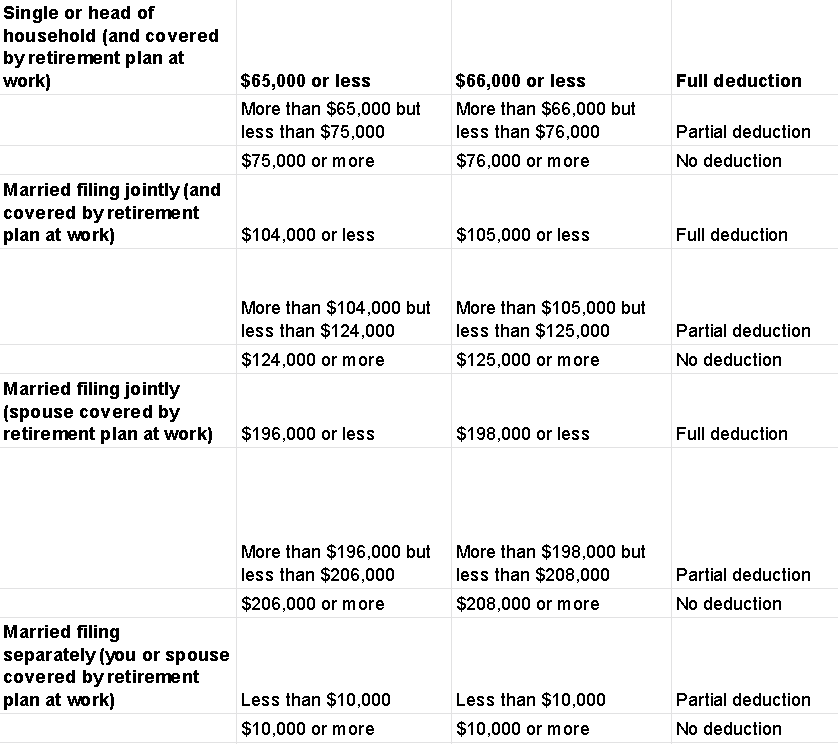 Single or head of
household (and covered
by retirement plan at
work) $65,000 or less $66,000 or less Full deduction
More than $65,000 but More than $66,000 but
less than $75,000 less than $76,000 Partial deduction
$75,000 or more $76,000 or more No deduction
Married filing jointly (and
covered by retirement
plan at work) $104,000 or less $105,000 or less Full deduction
More than $104,000 but More than $105,000 but
less than $124,000 less than $125,000 Partial deduction
$124,000 or more $125,000 or more No deduction
Married filing jointly
(spouse covered by
retirement plan at work) $196,000 or less $198,000 or less Full deduction
More than $196,000 but More than $198,000 but
less than $206,000 less than $208,000 Partial deduction
$206,000 or more $208,000 or more No deduction
Married filing
separately (you or spouse
covered by retirement
plan at work) Less than $10,000 Less than $10,000 Partial deduction
$10,000 or more $10,000 or more No deduction